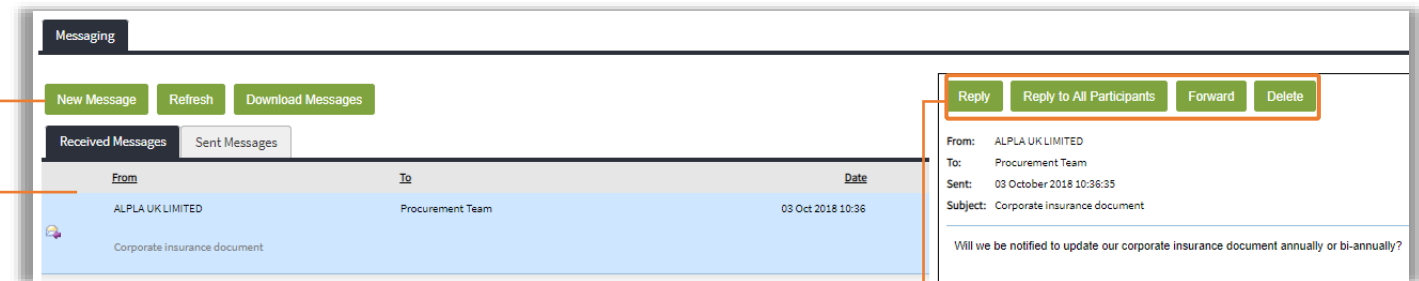 Messaging
New Message Refresh Download Messages
Received Messages Sent Messages
From To Date
ALPLA UK LIMITED Procurement Team 03 Oct 2018 10:36
Corporate insurance document
Reply Reply to All Participants Forward Delete
From: ALPLA UK LIMITED
To: Procurement Team
Sent: 03 October 2018 10:36:35
Subject: Corporate insurance document
Will we be notified to update our corporate insurance document annually or bi-annually?